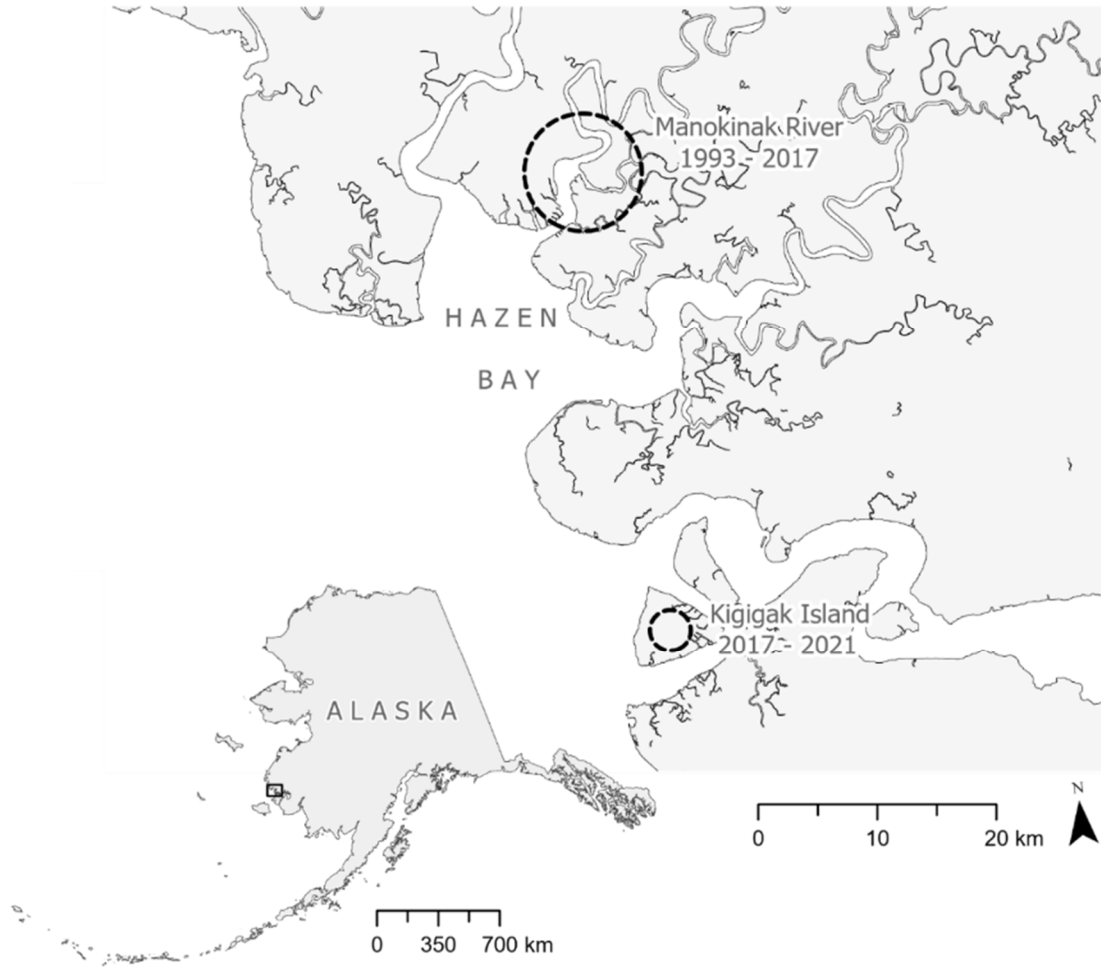 Manokinak River
1993 - 2017
HAZEN
BAY
Kigigak Island
2017 - 2021
ALASKA
N
0 10 20 km
0 350 700 km